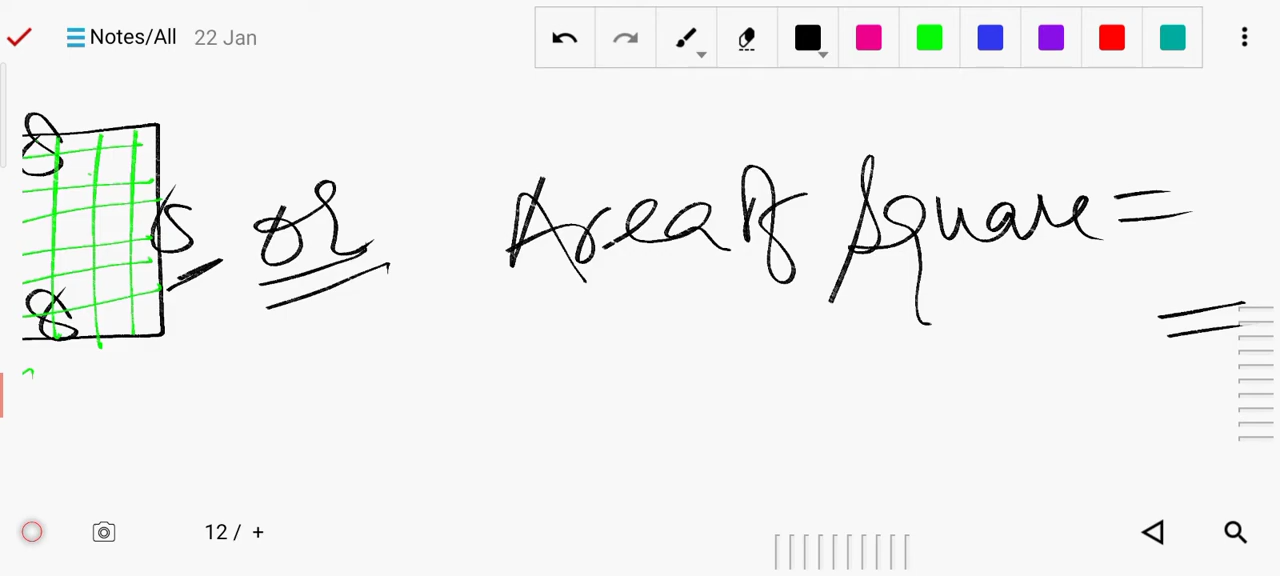 Notes/All 22 Jan
8
s or Area of Square =
8
12 / +